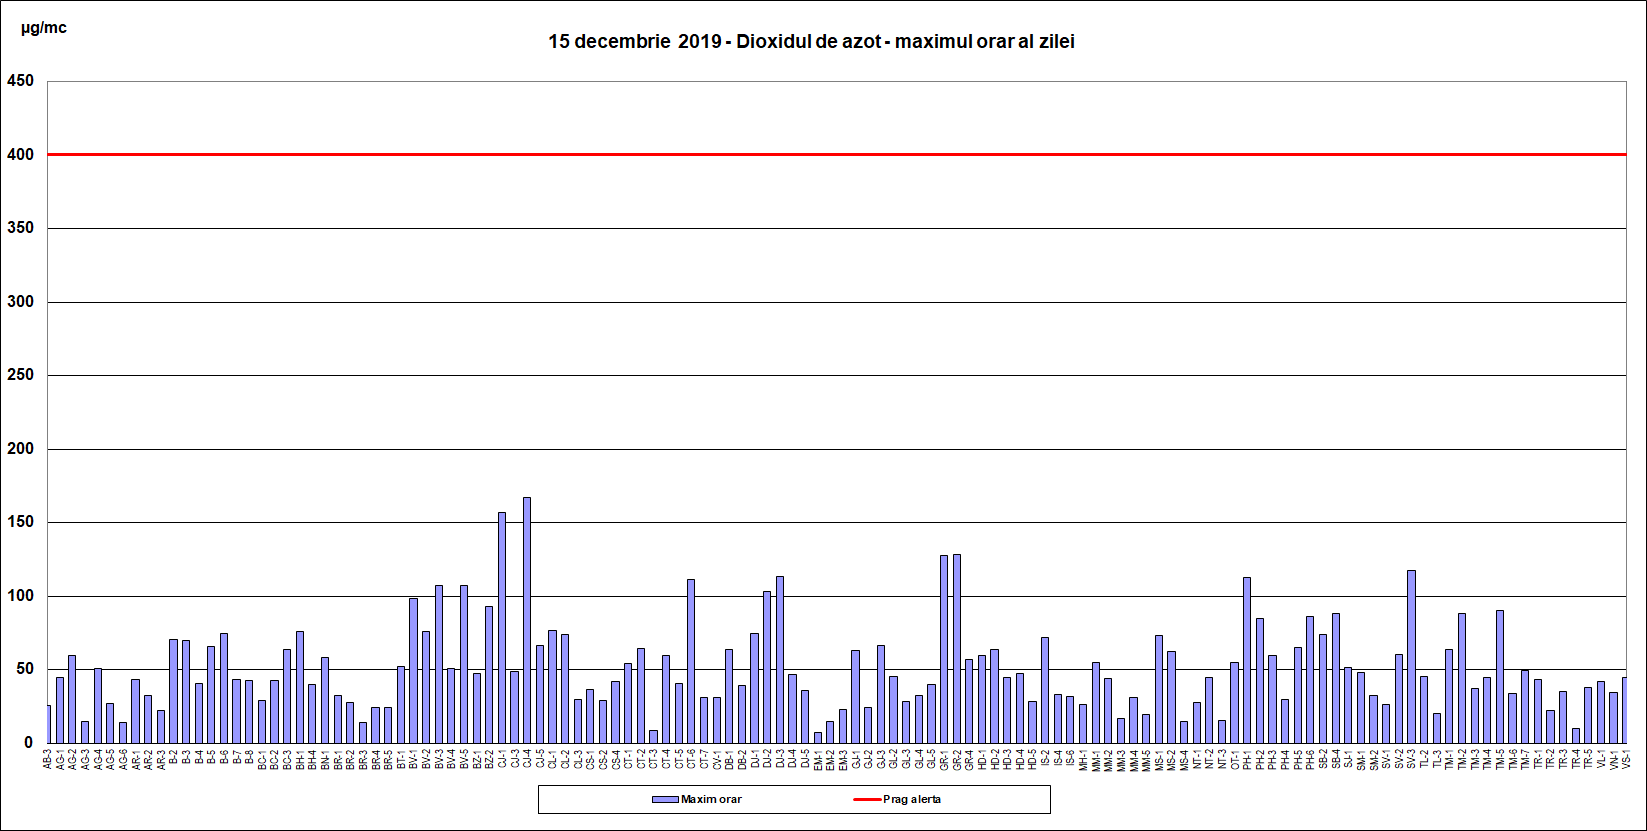 µg/mc
15 decembrie 2019 - Dioxidul de azot - maximul orar al zilei
450
400
350
300
250
200
150
100
50
0
AB-3 AG-1 AG-2 AG-3 AG-4 AG-5 AG-6 AR-1 AR-2 AR-3 B-2 B-3 B-4 B-5 B-6 B-7 B-8 BC-1 BC-2 BC-3 BH-1 BH-4 BN-1 BR-1 BR-2 BR-3 BR-4 BR-5 BT-1 BV-1 BV-2 BV-3 BV-4 BV-5 BZ-1 BZ-2 CJ-1 CJ-3 CJ-4 CJ-5 CL-1 CL-2 CL-3 CS-1 CS-2 CS-4 CT-1 CT-2 CT-3 CT-4 CT-5 CT-6 CT-7 CV-1 DB-1 DB-2 DJ-1 DJ-2 DJ-3 DJ-4 DJ-5 EM-1 EM-2 EM-3 GJ-1 GJ-2 GJ-3 GL-2 GL-3 GL-4 GL-5 GR-1 GR-2 GR-4 HD-1 HD-2 HD-3 HD-4 HD-5 IS-2 IS-4 IS-6 MH-1 MM-1 MM-2 MM-3 MM-4 MM-5 MS-1 MS-2 MS-4 NT-1 NT-2 NT-3 OT-1 PH-1 PH-2 PH-3 PH-4 PH-5 PH-6 SB-2 SB-4 SJ-1 SM-1 SM-2 SV-1 SV-2 SV-3 TL-2 TL-3 TM-1 TM-2 TM-3 TM-4 TM-5 TM-6 TM-7 TR-1 TR-2 TR-3 TR-4 TR-5 VL-1 VN-1 VS-1
Maxim orar
Prag alerta